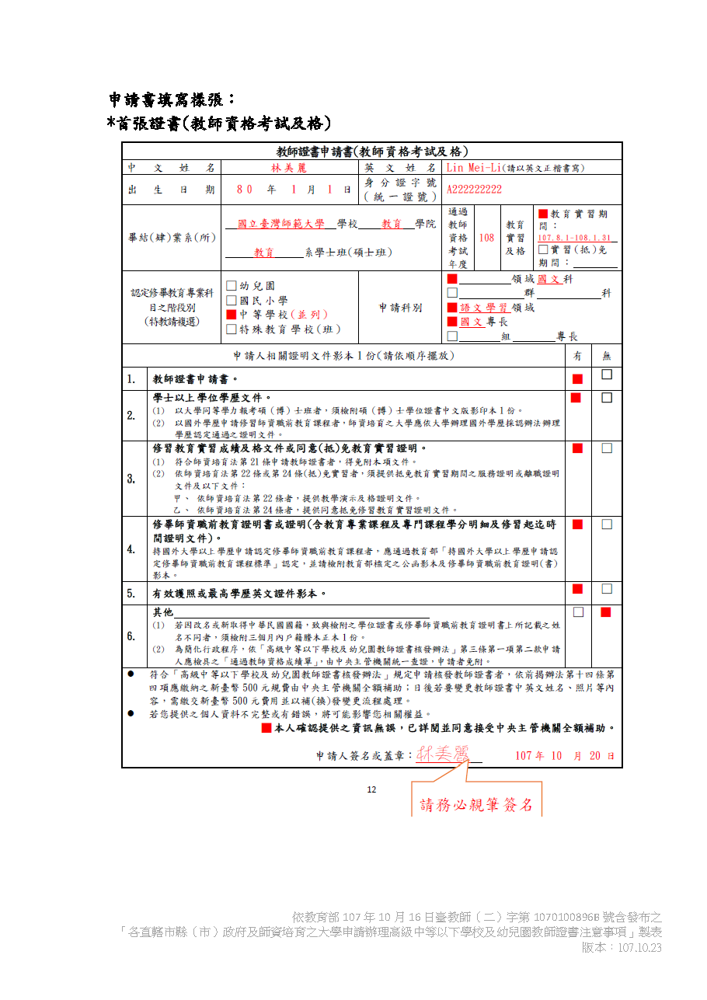 申請書填寫樣張：
*首張證書(教師資格考試及格)
教師證書申請書(教師資格考試及格)
中文姓名 林美麗 英文姓名 Lin Mei-Li(請以英文正楷書寫)
出生日期 80 年 1 月 1 日 身分證字號(統一證號) A222222222
畢結(肄)業系(所) 國立臺灣師範大學 學校 教育 學院
教育 系學士班(碩士班)
通過教師資格考試年度 108 教育實習及格
■教育實習期間：
107.8.1-108.1.31
□實習(抵)免期間：
認定修畢教育專業科目之階段別(特教請複選)
□幼兒園
□國民小學
■中等學校(並列)
□特殊教育學校(班)
申請科別
■ 領域 國文 科
□ 群 科
■ 語文學習 領域
■ 國文 專長
□ 組 專長
申請人相關證明文件影本 1 份(請依順序擺放) 有 無
1. 教師證書申請書。 ■ □
2. 學士以上學位學歷文件。 ■ □
(1) 以大學同等學力報考碩（博）士班者，須檢附碩（博）士學位證書中文版影印本 1 份。
(2) 以國外學歷申請修習師資職前教育課程者，師資培育之大學應依大學辦理國外學歷採認辦法辦理
學歷認定通過之證明文件。
3. 修習教育實習成績及格文件或同意(抵)免教育實習證明。 ■ □
(1) 符合師資培育法第 21 條申請教師證書者，得免附本項文件。
(2) 依師資培育法第 22 條或第 24 條(抵)免實習者，須提供抵免教育實習期間之服務證明或離職證明
文件及以下文件：
甲、 依師資培育法第 22 條者，提供教學演示及格證明文件。
乙、 依師資培育法第 24 條者，提供同意抵免修習教育實習證明文件。
4. 修畢師資職前教育證明書或證明(含教育專業課程及專門課程學分明細及修習起迄時
間證明文件)。 ■ □
持國外大學以上學歷申請認定修畢師資職前教育課程者，應通過教育部「持國外大學以上學歷申請認
定修畢師資職前教育課程標準」認定，並請檢附教育部核定之公函影本及修畢師資職前教育證明(書)
影本。
5. 有效護照或最高學歷英文證件影本。 ■ □
6. 其他 □ ■
(1) 若因改名或新取得中華民國國籍，致與檢附之學位證書或修畢師資職前教育證明書上所記載之姓
名不同者，須檢附三個月內戶籍謄本正本 1 份。
(2) 為簡化行政程序，依「高級中等以下學校及幼兒園教師證書核發辦法」第三條第一項第二款申請
人應檢具之「通過教師資格成績單」，由中央主管機關統一查證，申請者免附。
● 符合「高級中等以下學校及幼兒園教師證書核發辦法」規定申請核發教師證書者，依前揭辦法第十四條第
四項應繳納之新臺幣 500 元規費由中央主管機關全額補助；日後若要變更教師證書中英文姓名、照片等內
容，需繳交新臺幣 500 元費用並以補(換)發變更流程處理。
● 若您提供之個人資料不完整或有錯誤，將可能影響您相關權益。
■本人確認提供之資訊無誤，已詳閱並同意接受中央主管機關全額補助。
申請人簽名或蓋章：林美麗 107 年 10 月 20 日
12
請務必親筆簽名
依教育部 107 年 10 月 16 日臺教師（二）字第 1070100896B 號含發布之
「各直轄市縣（市）政府及師資培育之大學申請辦理高級中等以下學校及幼兒園教師證書注意事項」製表
版本：107.10.23